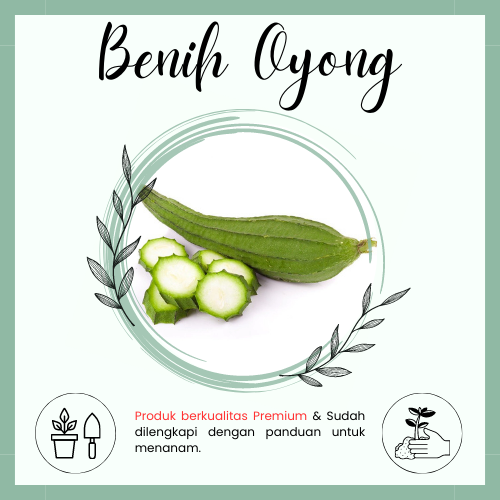 Benih Oyong
Produk berkualitas Premium & Sudah
dilengkapi dengan panduan untuk
menanam.